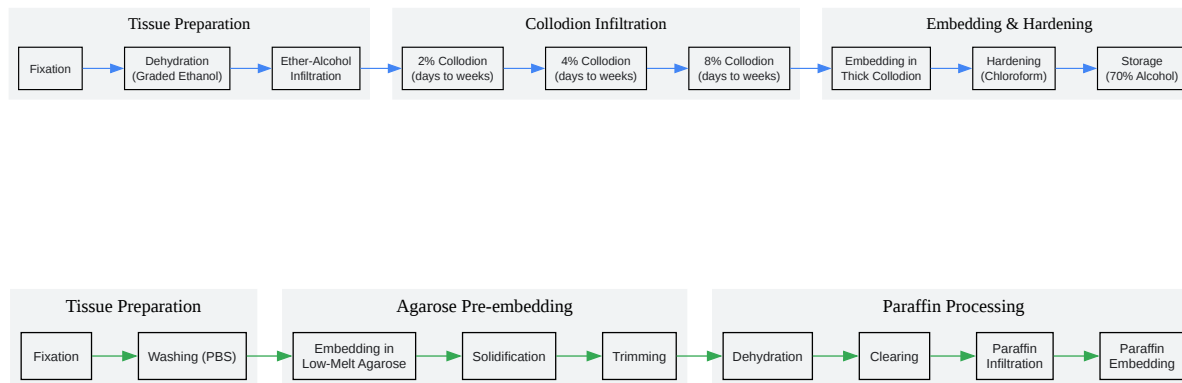 Tissue Preparation
Fixation
Dehydration
(Graded Ethanol)
Ether-Alcohol
Infiltration
Collodion Infiltration
2% Collodion
(days to weeks)
4% Collodion
(days to weeks)
8% Collodion
(days to weeks)
Embedding & Hardening
Embedding in
Thick Collodion
Hardening
(Chloroform)
Storage
(70% Alcohol)
Tissue Preparation
Fixation
Washing (PBS)
Agarose Pre-embedding
Embedding in
Low-Melt Agarose
Solidification
Trimming
Paraffin Processing
Dehydration
Clearing
Paraffin
Infiltration
Paraffin
Embedding